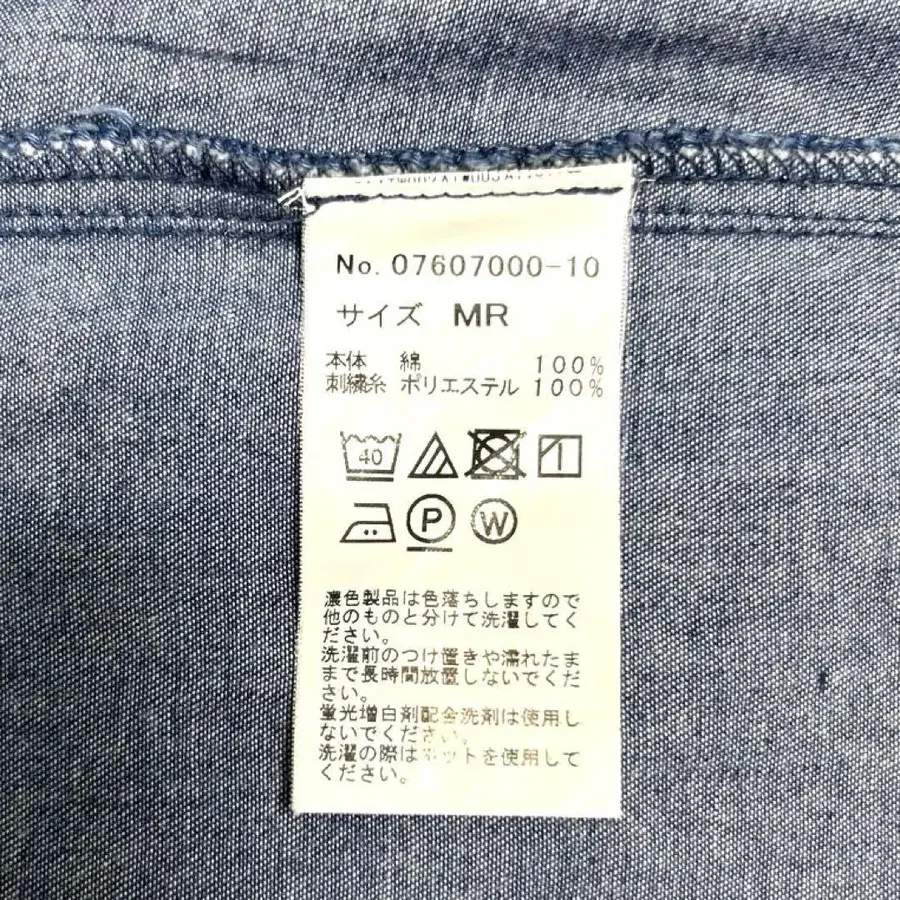 No. 07607000-10
サイズ MR
本体 綿 100%
刺繍糸 ポリエステル 100%
40
P
W
濃色製品は色落ちしますので
他のものと分けて洗濯してく
ださい。
洗濯前のつけ置きや濡れたま
まで長時間放置しないでくだ
さい。
蛍光増白剤配合洗剤は使用し
ないでください。
洗濯の際はネットを使用して
ください。